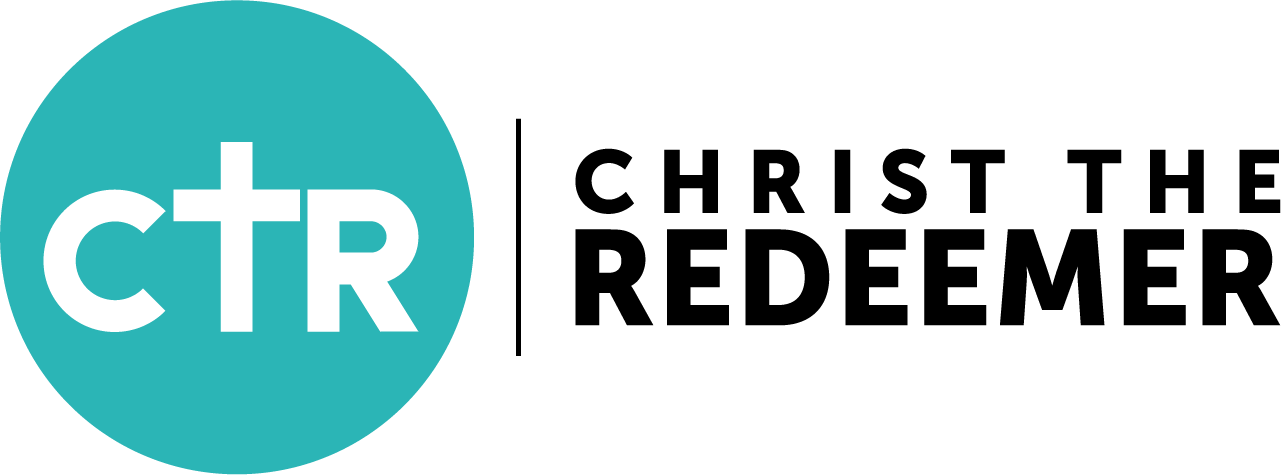 CTR
CHRIST THE
REDEEMER